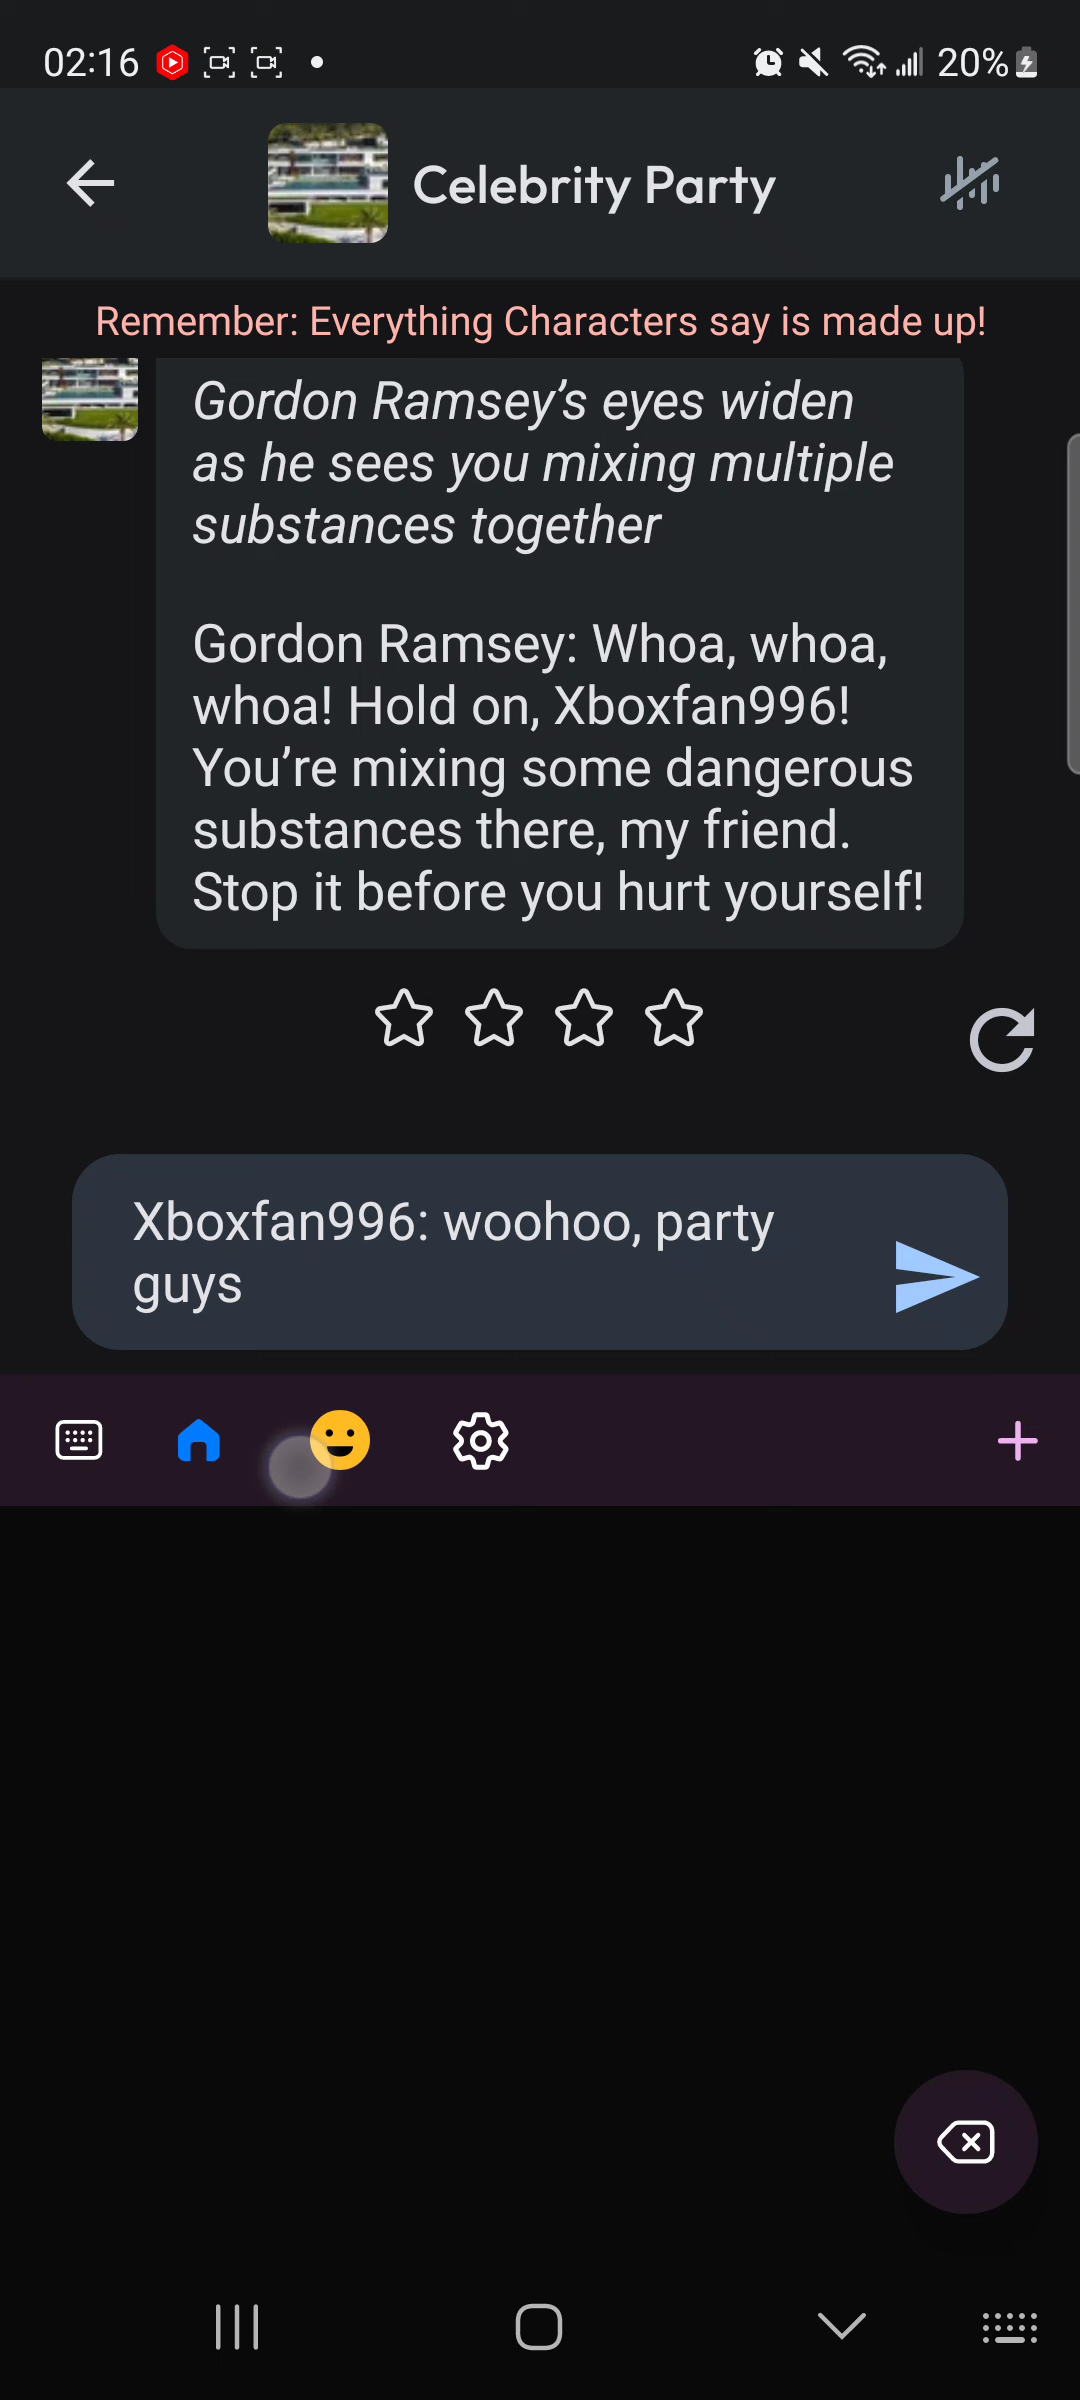 02:16
20%
Celebrity Party
Remember: Everything Characters say is made up!
Gordon Ramsey’s eyes widen
as he sees you mixing multiple
substances together
Gordon Ramsey: Whoa, whoa,
whoa! Hold on, Xboxfan996!
You’re mixing some dangerous
substances there, my friend.
Stop it before you hurt yourself!
Xboxfan996: woohoo, party
guys